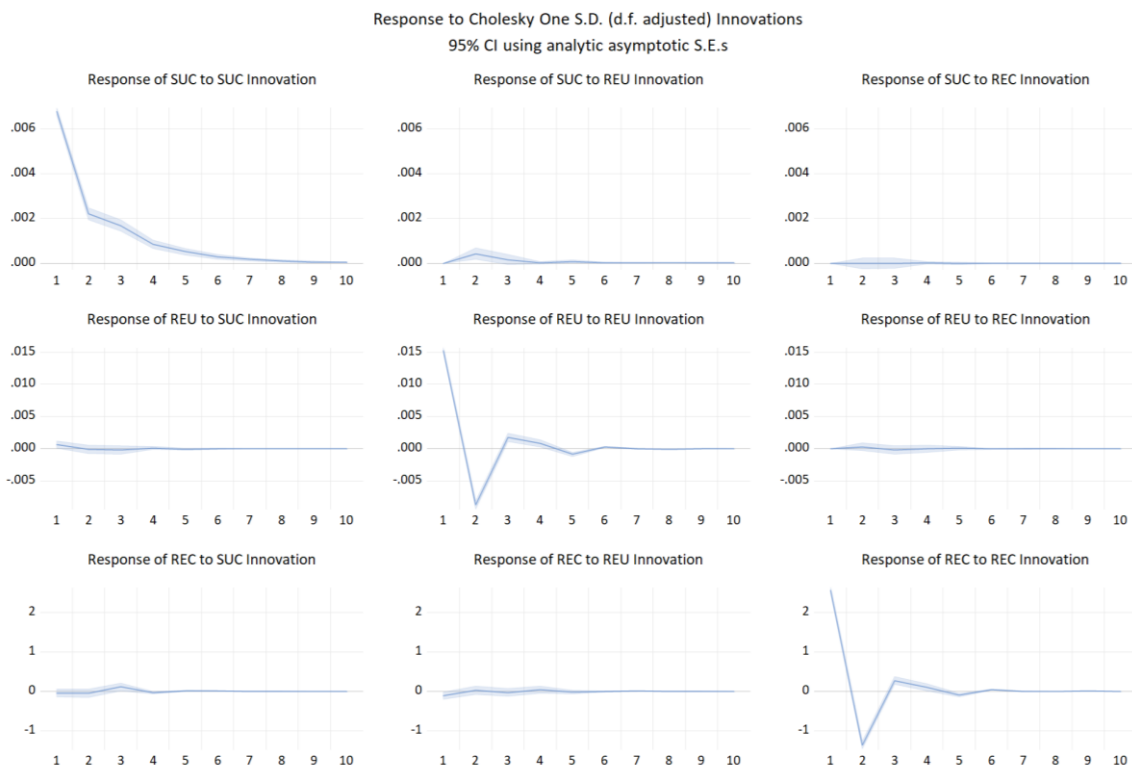 Response to Cholesky One S.D. (d.f. adjusted) Innovations
95% CI using analytic asymptotic S.E.s
Response of SUC to SUC Innovation
.006
.004
.002
.000
1 2 3 4 5 6 7 8 9 10
Response of SUC to REU Innovation
.006
.004
.002
.000
1 2 3 4 5 6 7 8 9 10
Response of SUC to REC Innovation
.006
.004
.002
.000
1 2 3 4 5 6 7 8 9 10
Response of REU to SUC Innovation
.015
.010
.005
.000
-.005
1 2 3 4 5 6 7 8 9 10
Response of REU to REU Innovation
.015
.010
.005
.000
-.005
1 2 3 4 5 6 7 8 9 10
Response of REU to REC Innovation
.015
.010
.005
.000
-.005
1 2 3 4 5 6 7 8 9 10
Response of REC to SUC Innovation
2
1
0
-1
1 2 3 4 5 6 7 8 9 10
Response of REC to REU Innovation
2
1
0
-1
1 2 3 4 5 6 7 8 9 10
Response of REC to REC Innovation
2
1
0
-1
1 2 3 4 5 6 7 8 9 10